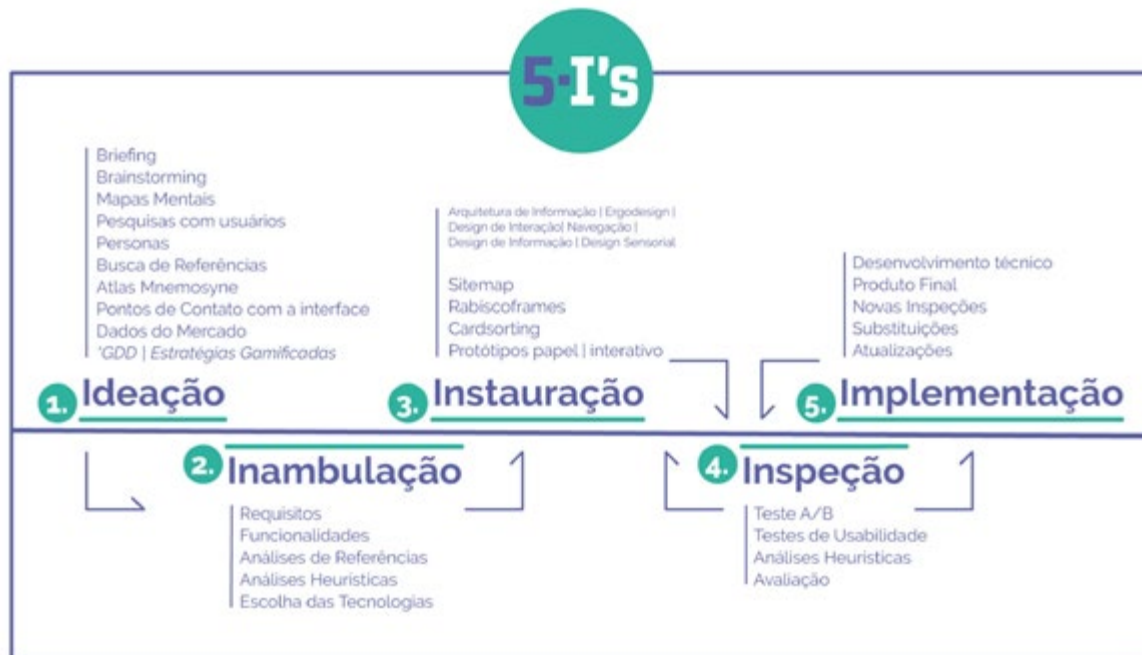 5·I's
Briefing
Brainstorming
Mapas Mentais
Pesquisas com usuários
Personas
Busca de Referências
Atlas Mnemosyne
Pontos de Contato com a interface
Dados do Mercado
*GDD | Estratégias Gamificadas
1. Ideação
2. Inambulação
Requisitos
Funcionalidades
Análises de Referências
Análises Heurísticas
Escolha das Tecnologias
Arquitetura de Informação | Ergodesign |
Design de Interação| Navegação |
Design de Informação | Design Sensorial
Sitemap
Rabiscoframes
Cardsorting
Protótipos papel | interativo
3. Instauração
4. Inspeção
Teste A/B
Testes de Usabilidade
Análises Heurísticas
Avaliação
Desenvolvimento técnico
Produto Final
Novas Inspeções
Substituições
Atualizações
5. Implementação